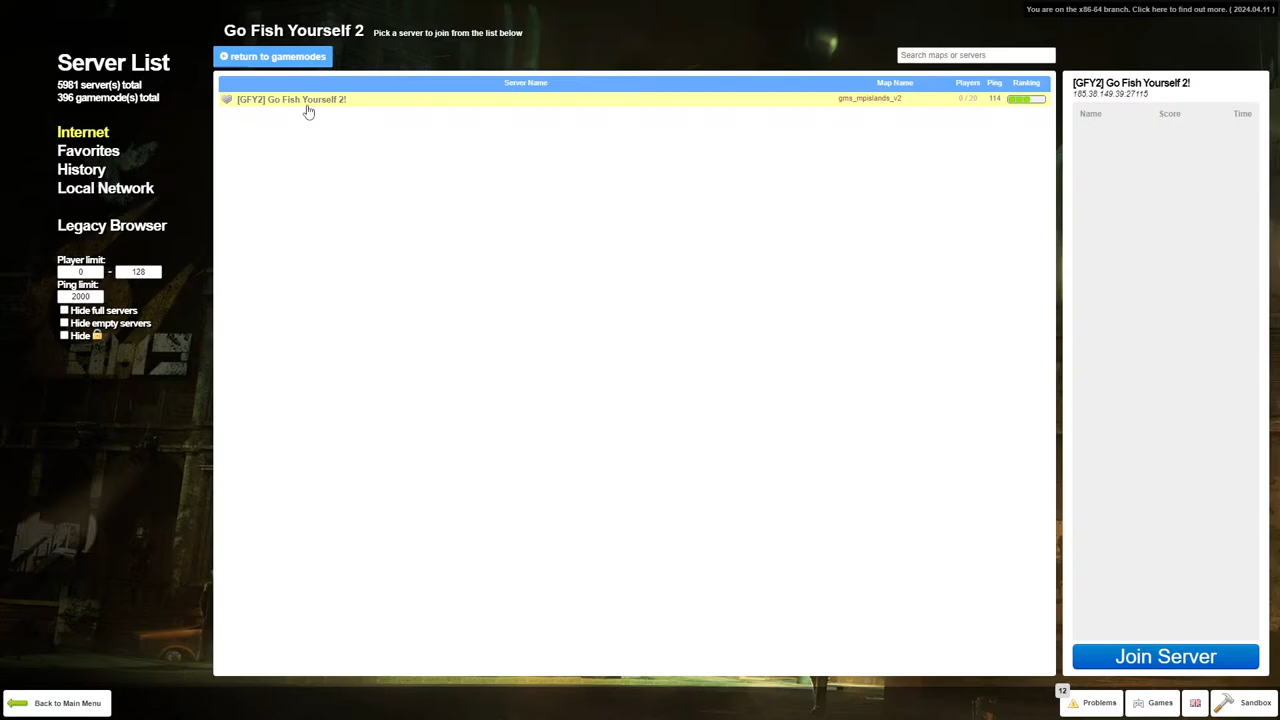 You are on the x86-64 branch. Click here to find out more. ( 2024.04.11 )
Go Fish Yourself 2 Pick a server to join from the list below
Server List
return to gamemodes
Search maps or servers
5981 server(s) total
396 gamemode(s) total
Server Name Map Name Players Ping Ranking
[GFY2] Go Fish Yourself 2! gms_mpislands_v2 0 / 20 114
[GFY2] Go Fish Yourself 2!
185.38.149.39:27115
Name Score Time
Internet
Favorites
History
Local Network
Legacy Browser
Player limit:
0 - 128
Ping limit:
2000
Hide full servers
Hide empty servers
Hide
Join Server
Back to Main Menu
12
Problems
Games
Sandbox